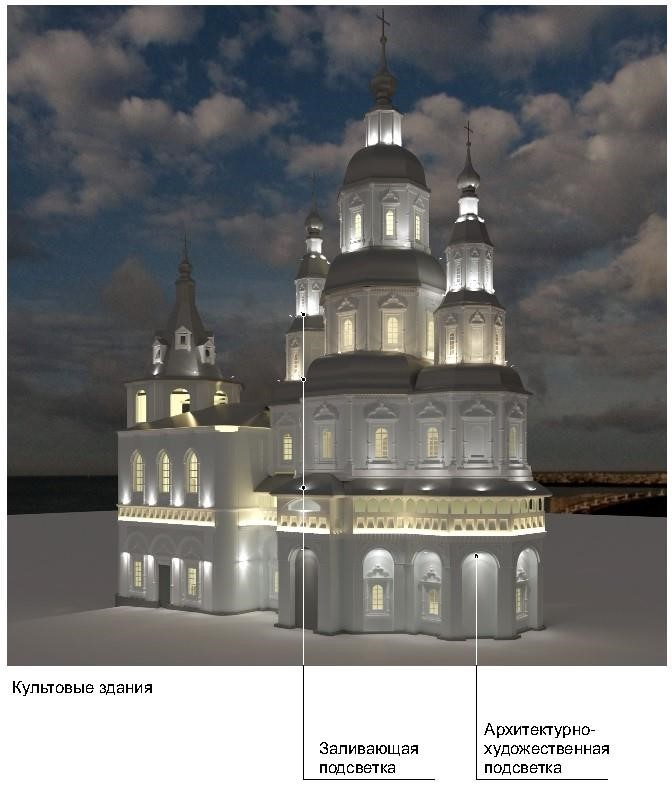 Культовые здания
Заливающая
подсветка
Архитектурно-
художественная
подсветка